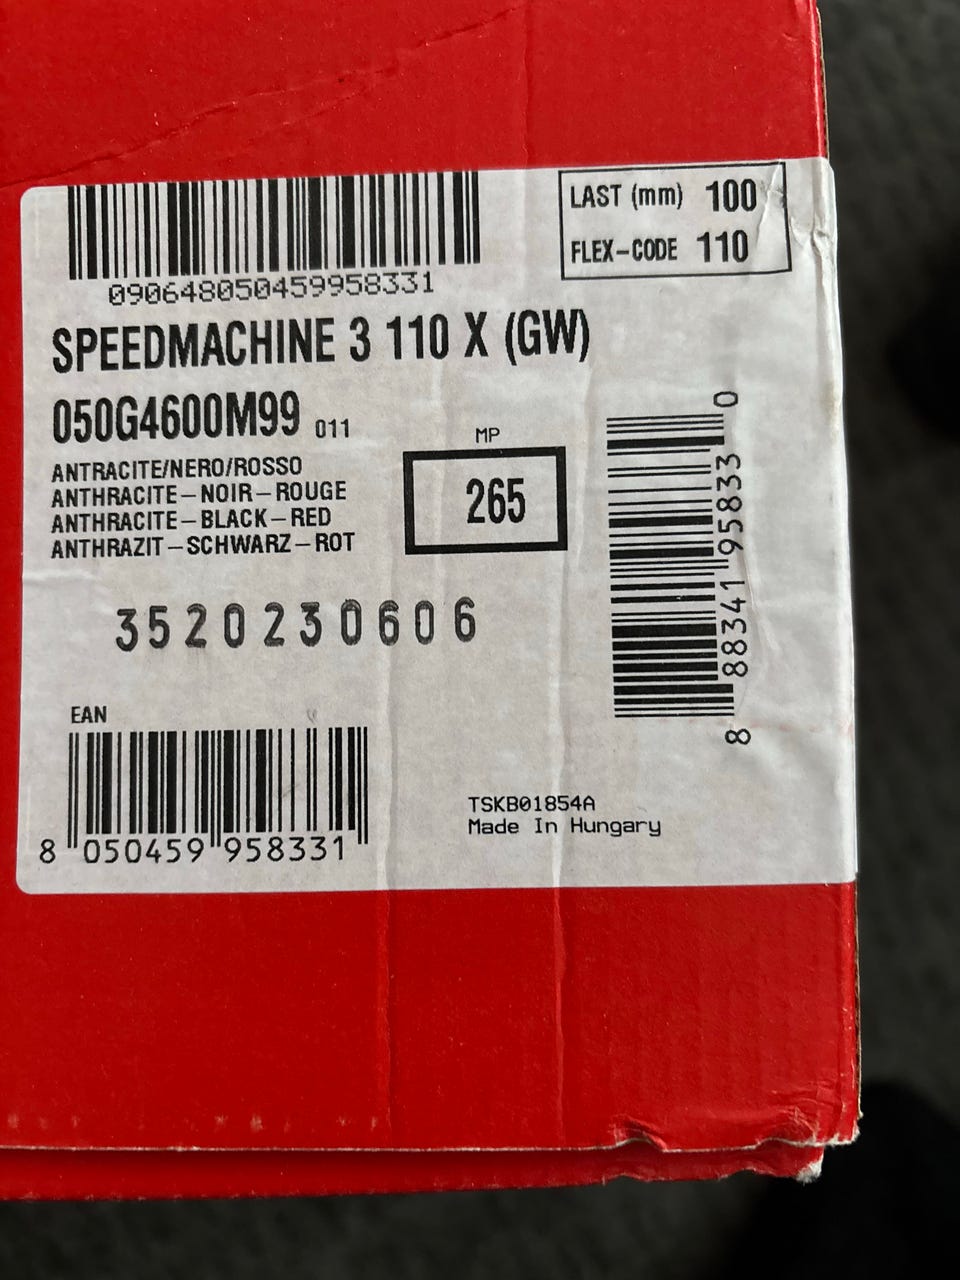 LAST (mm) 100
FLEX-CODE 110
090648050459958331
SPEEDMACHINE 3 110 X (GW)
050G4600M99 011
ANTRACITE/NERO/ROSSO
ANTHRACITE-NOIR-ROUGE
ANTHRACITE-BLACK-RED
ANTHRAZIT-SCHWARZ-ROT
MP
265
8 88341 95833 0
3520230606
EAN
8 050459 958331
TSKB01854A
Made In Hungary